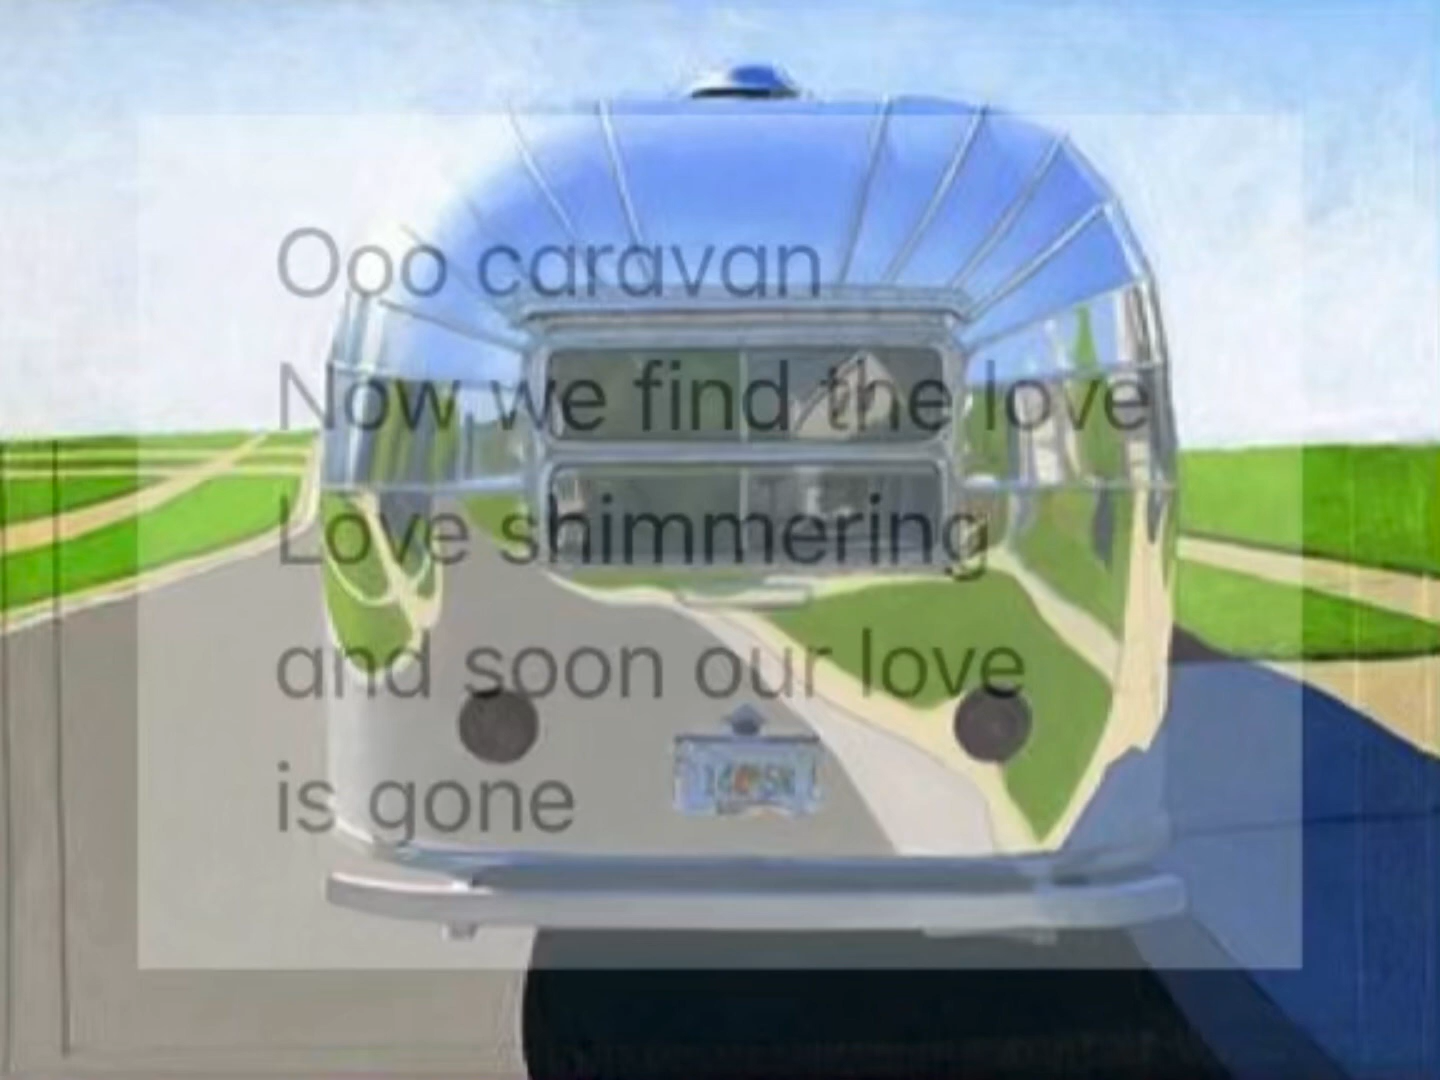 Ooo caravan
Now we find the love
Love shimmering
and soon our love
is gone